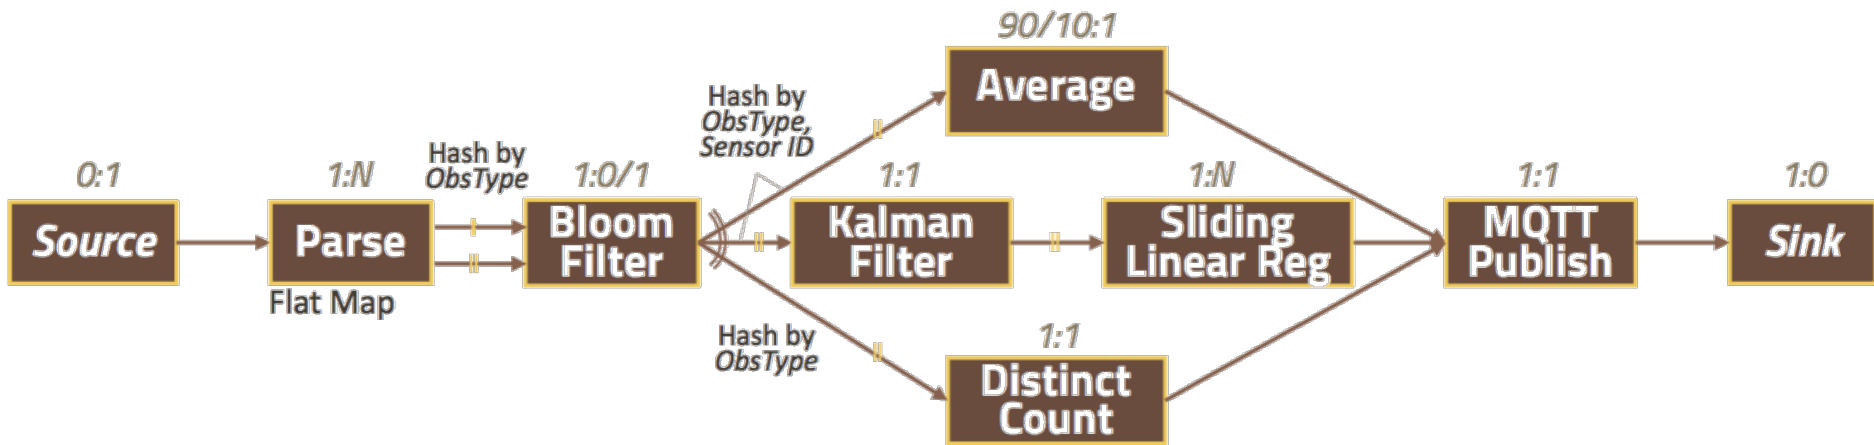 0:1
Source
1:N
Parse
Flat Map
Hash by
ObsType
1:0/1
Bloom
Filter
Hash by
ObsType,
Sensor ID
90/10:1
Average
1:1
Kalman
Filter
1:N
Sliding
Linear Reg
Hash by
ObsType
1:1
Distinct
Count
1:1
MQTT
Publish
1:0
Sink